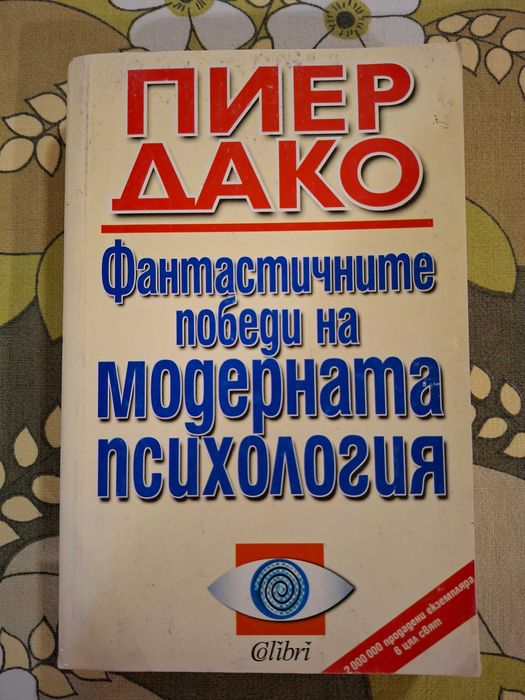 ПИЕР
ДАКО
Фантастичните
победи на
модерната
психология
Colibri
2 000 000 продадени екземпляра
в цял свят